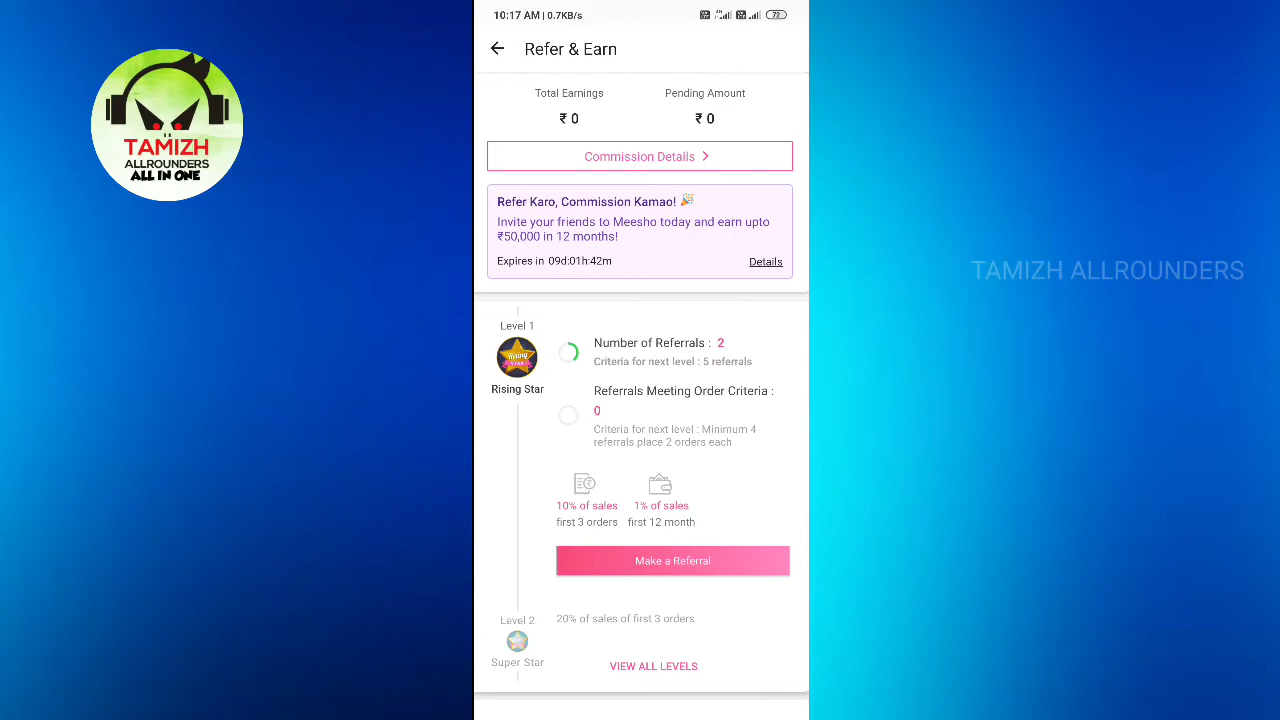 10:17 AM | 0.7KB/s
72
Refer & Earn
TAMIZH
ALLROUNDERS
ALL IN ONE
Total Earnings
Pending Amount
₹ 0
₹ 0
Commission Details
Refer Karo, Commission Kamao! 🎉
Invite your friends to Meesho today and earn upto
₹50,000 in 12 months!
Expires in 09d:01h:42m
Details
TAMIZH ALLROUNDERS
Level 1
Rising
STAR
Rising Star
Number of Referrals : 2
Criteria for next level : 5 referrals
Referrals Meeting Order Criteria :
0
Criteria for next level : Minimum 4
referrals place 2 orders each
10% of sales
first 3 orders
1% of sales
first 12 month
Make a Referral
Level 2
Super Star
20% of sales of first 3 orders
VIEW ALL LEVELS